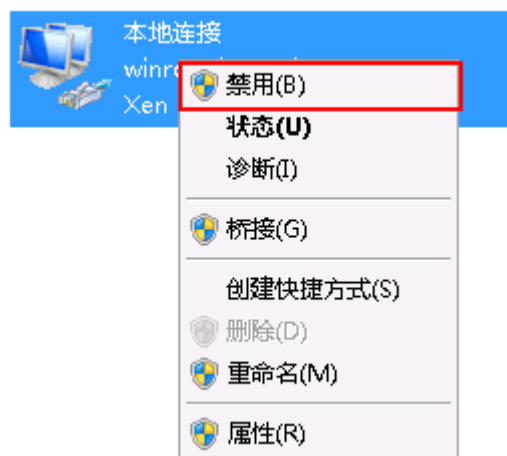 本地连接
Xen
禁用(B)
状态(U)
诊断(I)
桥接(G)
创建快捷方式(S)
删除(D)
重命名(M)
属性(R)